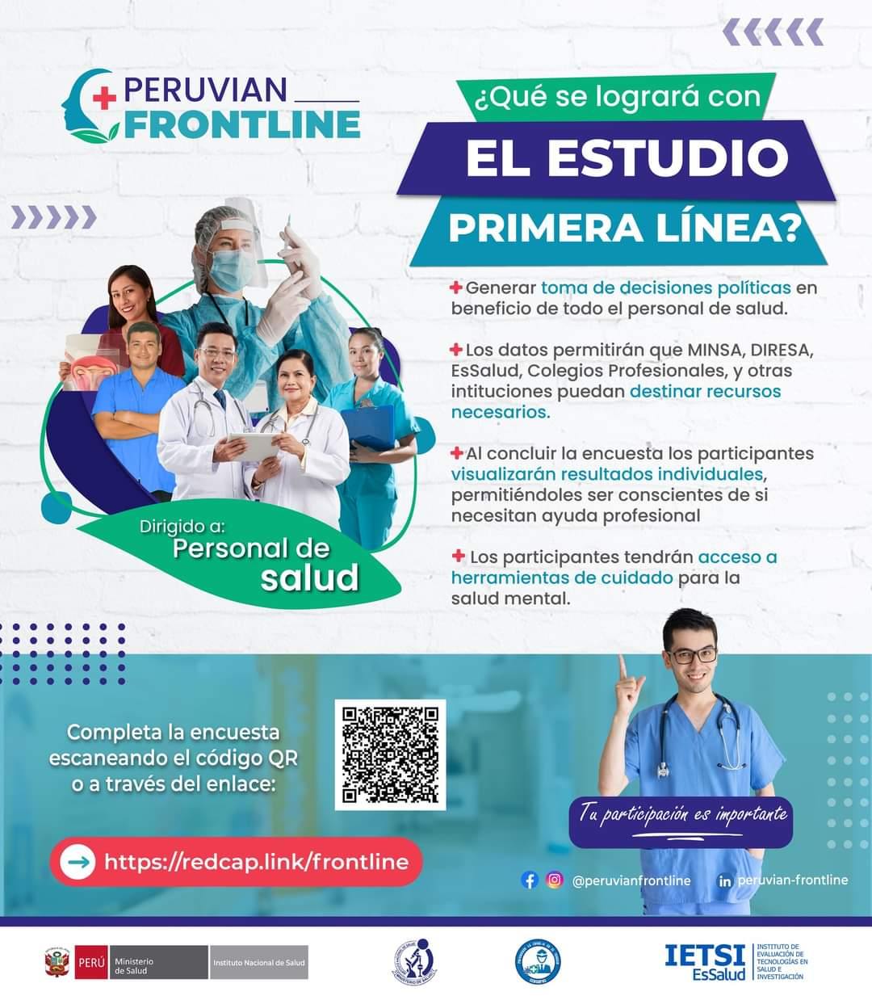 PERUVIAN
FRONTLINE
¿Qué se logrará con
EL ESTUDIO
PRIMERA LÍNEA?
Generar toma de decisiones políticas en
beneficio de todo el personal de salud.
Los datos permitirán que MINSA, DIRESA,
EsSalud, Colegios Profesionales, y otras
intituciones puedan destinar recursos
necesarios.
Al concluir la encuesta los participantes
visualizarán resultados individuales,
permitiéndoles ser conscientes de si
necesitan ayuda profesional
Los participantes tendrán acceso a
herramientas de cuidado para la
salud mental.
Dirigido a:
Personal de
salud
Completa la encuesta
escaneando el código QR
o a través del enlace:
https://redcap.link/frontline
Tu participación es importante
@peruvianfrontline
in peruvian-frontline
PERÚ
Ministerio
de Salud
Instituto Nacional de Salud
IETSI
EsSalud
INSTITUTO DE
EVALUACIÓN DE
TECNOLOGÍAS EN
SALUD E
INVESTIGACIÓN